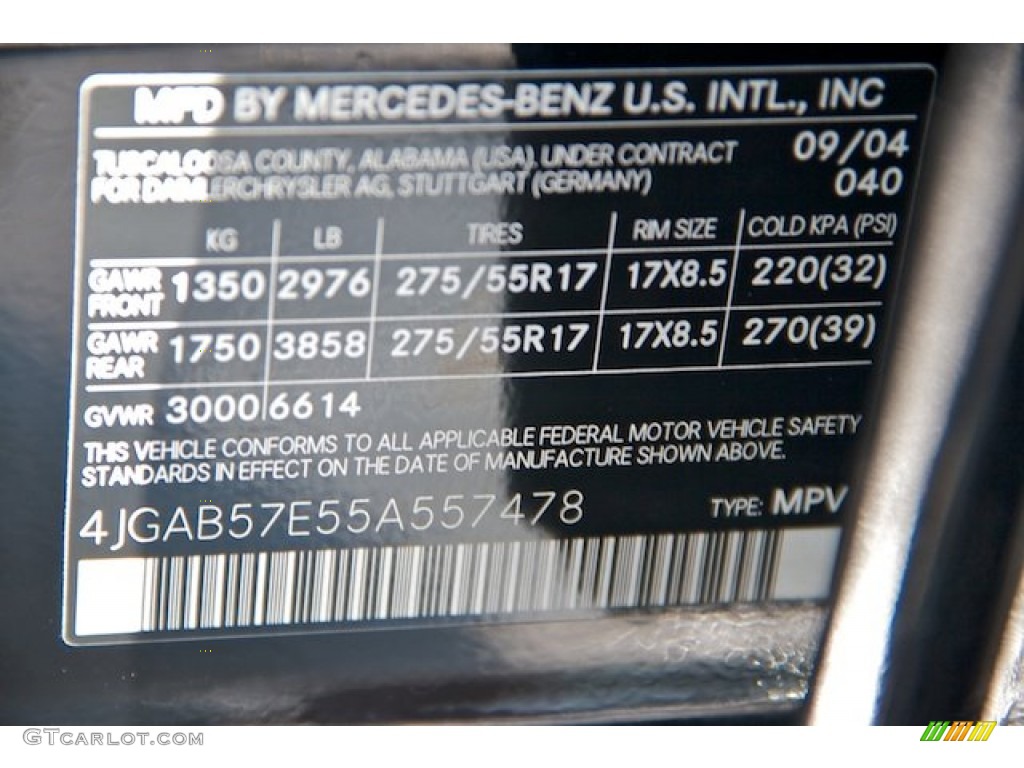 MFD BY MERCEDES-BENZ U.S. INTL., INC
TUSCALOOSA COUNTY, ALABAMA (USA), UNDER CONTRACT 09/04
FOR DAIMLERCHRYSLER AG, STUTTGART (GERMANY) 040
KG LB TIRES RIM SIZE COLD KPA (PSI)
GAWR FRONT 1350 2976 275/55R17 17X8.5 220(32)
GAWR REAR 1750 3858 275/55R17 17X8.5 270(39)
GVWR 3000 6614
THIS VEHICLE CONFORMS TO ALL APPLICABLE FEDERAL MOTOR VEHICLE SAFETY
STANDARDS IN EFFECT ON THE DATE OF MANUFACTURE SHOWN ABOVE.
4JGAB57E55A557478 TYPE: MPV
GTCarLot.com